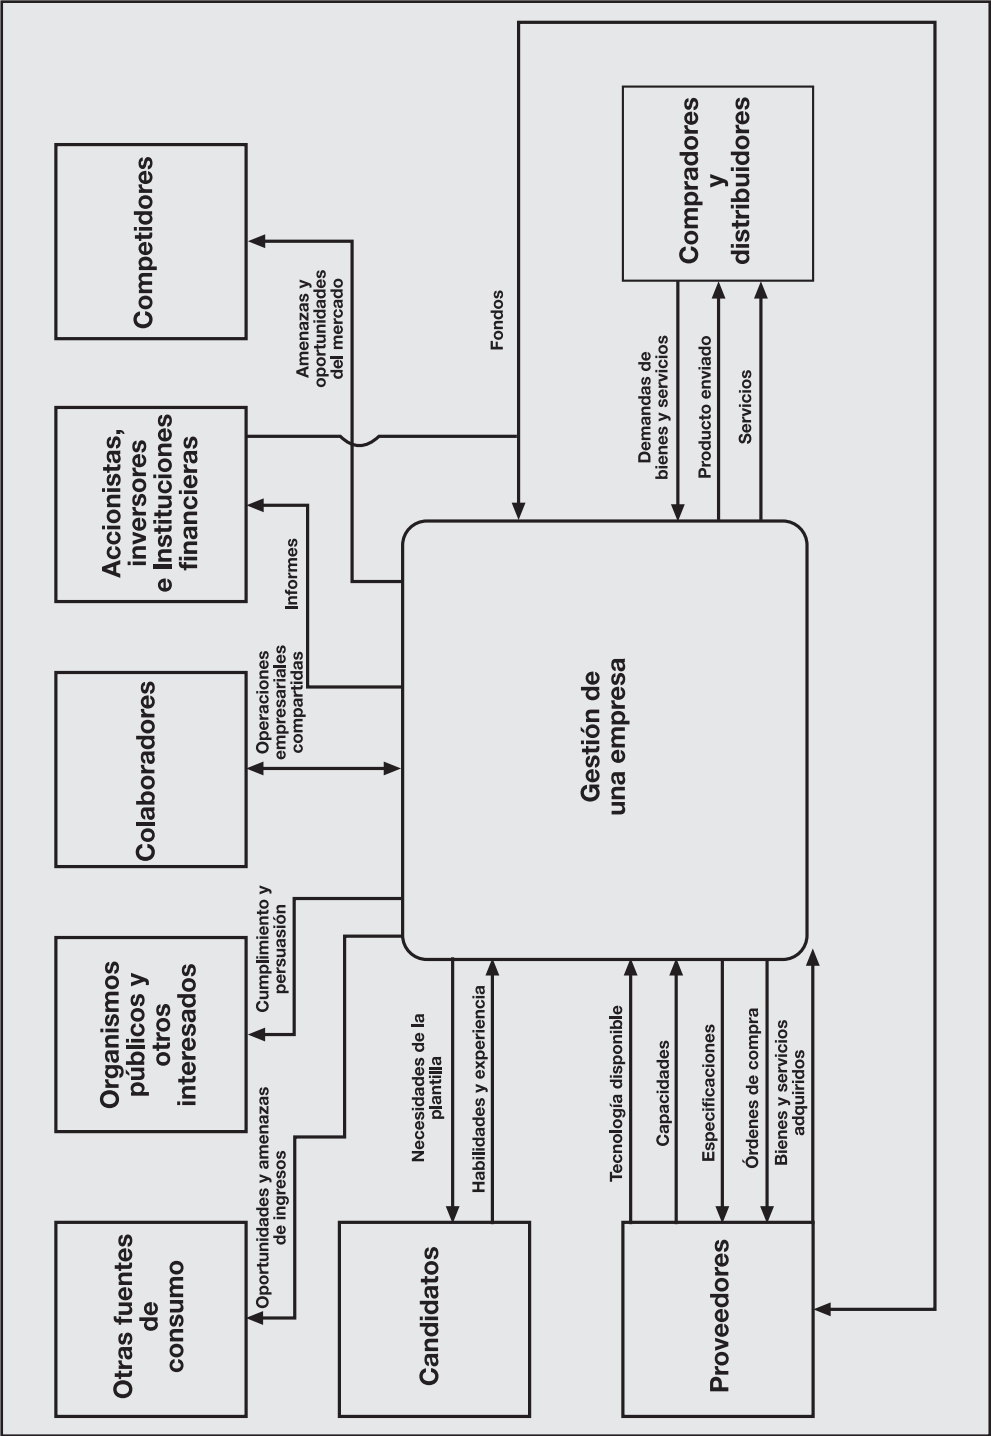 Otras fuentes
de
consumo
Organismos
públicos y
otros
interesados
Colaboradores
Accionistas,
inversores
e Instituciones
financieras
Competidores
Oportunidades y amenazas
de ingresos
Cumplimiento y
persuasión
Operaciones
empresariales
compartidas
Informes
Amenazas y
oportunidades
del mercado
Candidatos
Necesidades de la
plantilla
Habilidades y experiencia
Gestión de
una empresa
Fondos
Proveedores
Tecnología disponible
Capacidades
Especificaciones
Órdenes de compra
Bienes y servicios
adquiridos
Demandas de
bienes y servicios
Producto enviado
Servicios
Compradores
y
distribuidores